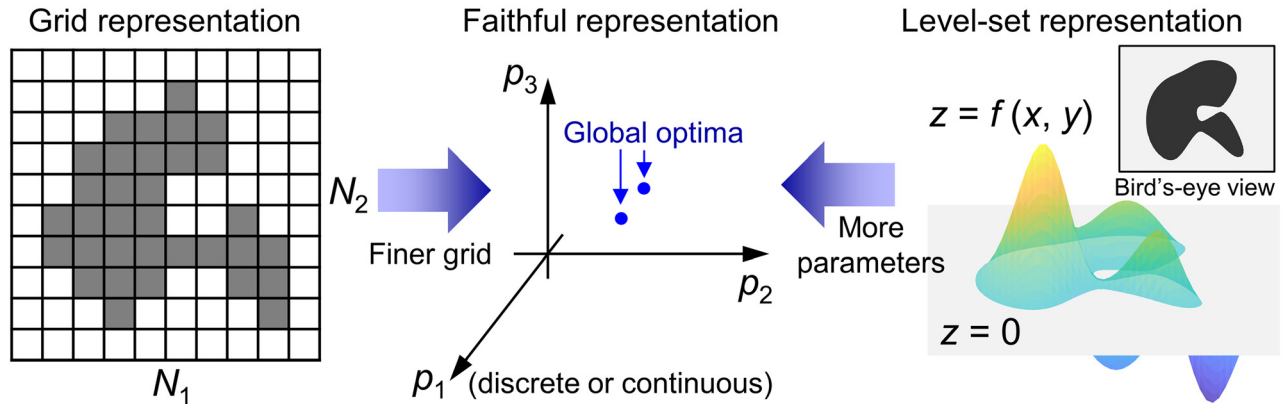 Grid representation
N₂
N₁
Finer grid
Faithful representation
p₃
Global optima
p₂
p₁ (discrete or continuous)
More
parameters
Level-set representation
z = f (x, y)
Bird's-eye view
z = 0